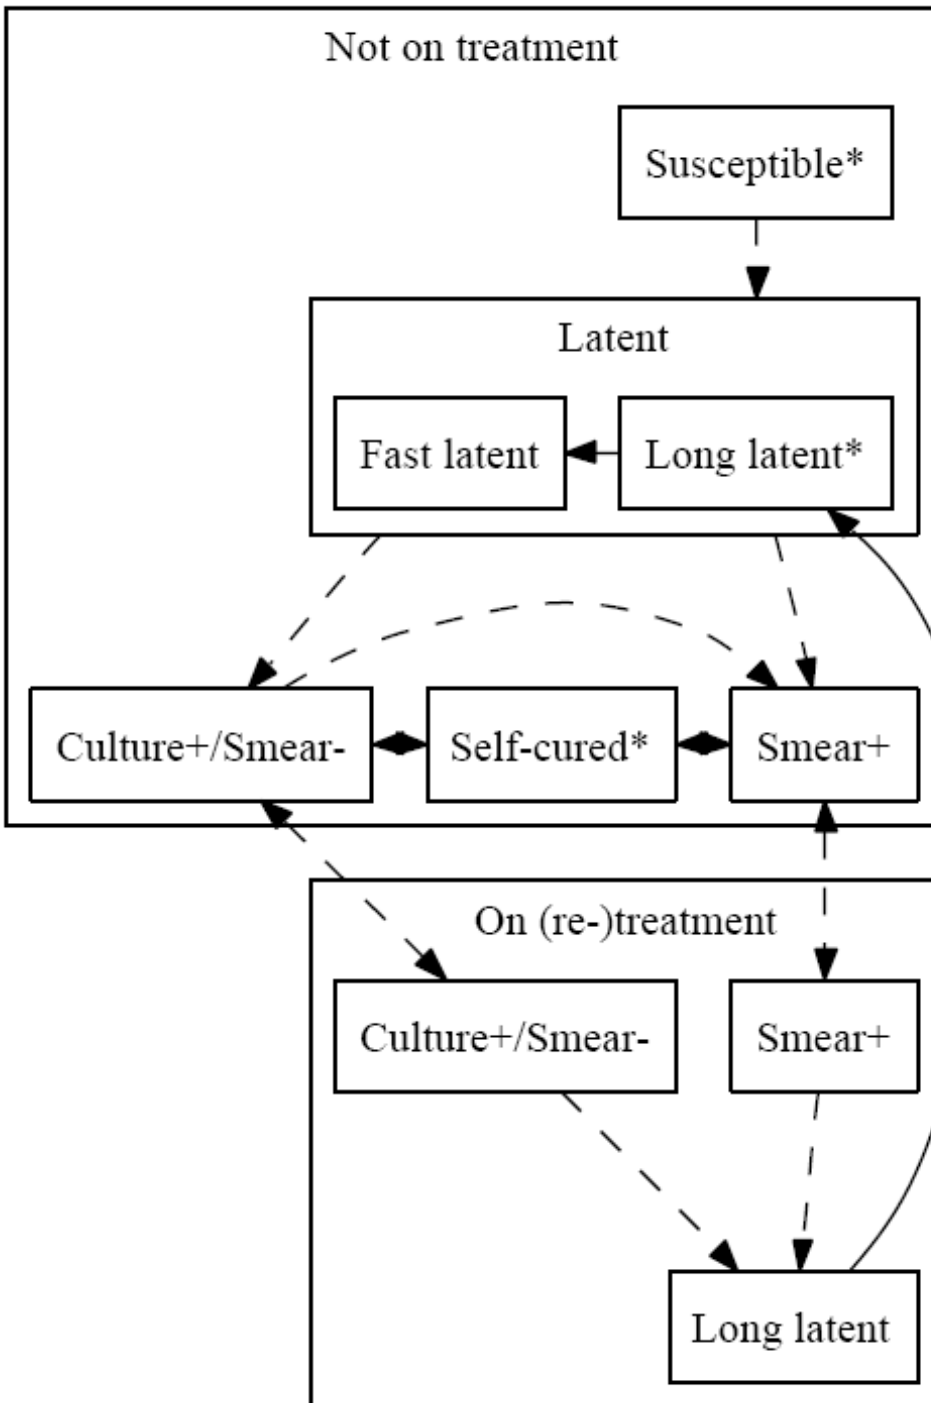 Not on treatment
Susceptible*
Latent
Fast latent
Long latent*
Culture+/Smear-
Self-cured*
Smear+
On (re-)treatment
Culture+/Smear-
Smear+
Long latent